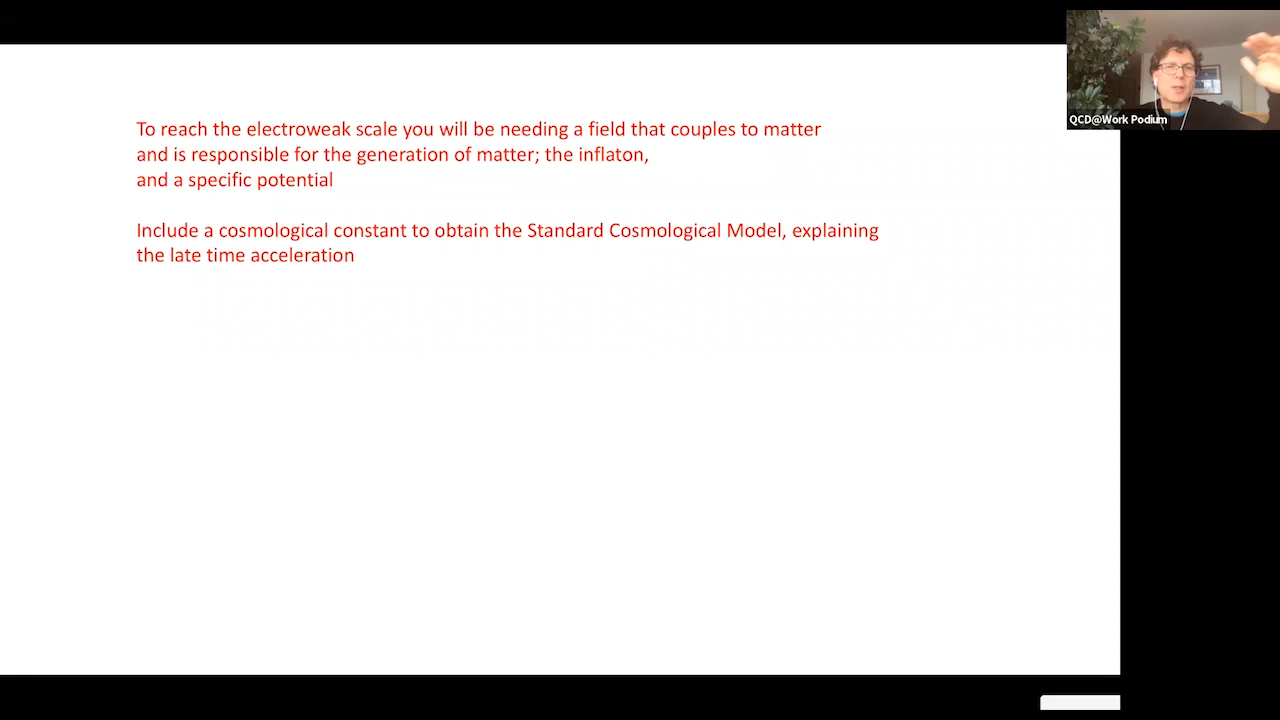 To reach the electroweak scale you will be needing a field that couples to matter
and is responsible for the generation of matter; the inflaton,
and a specific potential
Include a cosmological constant to obtain the Standard Cosmological Model, explaining
the late time acceleration
QCD@Work Podium